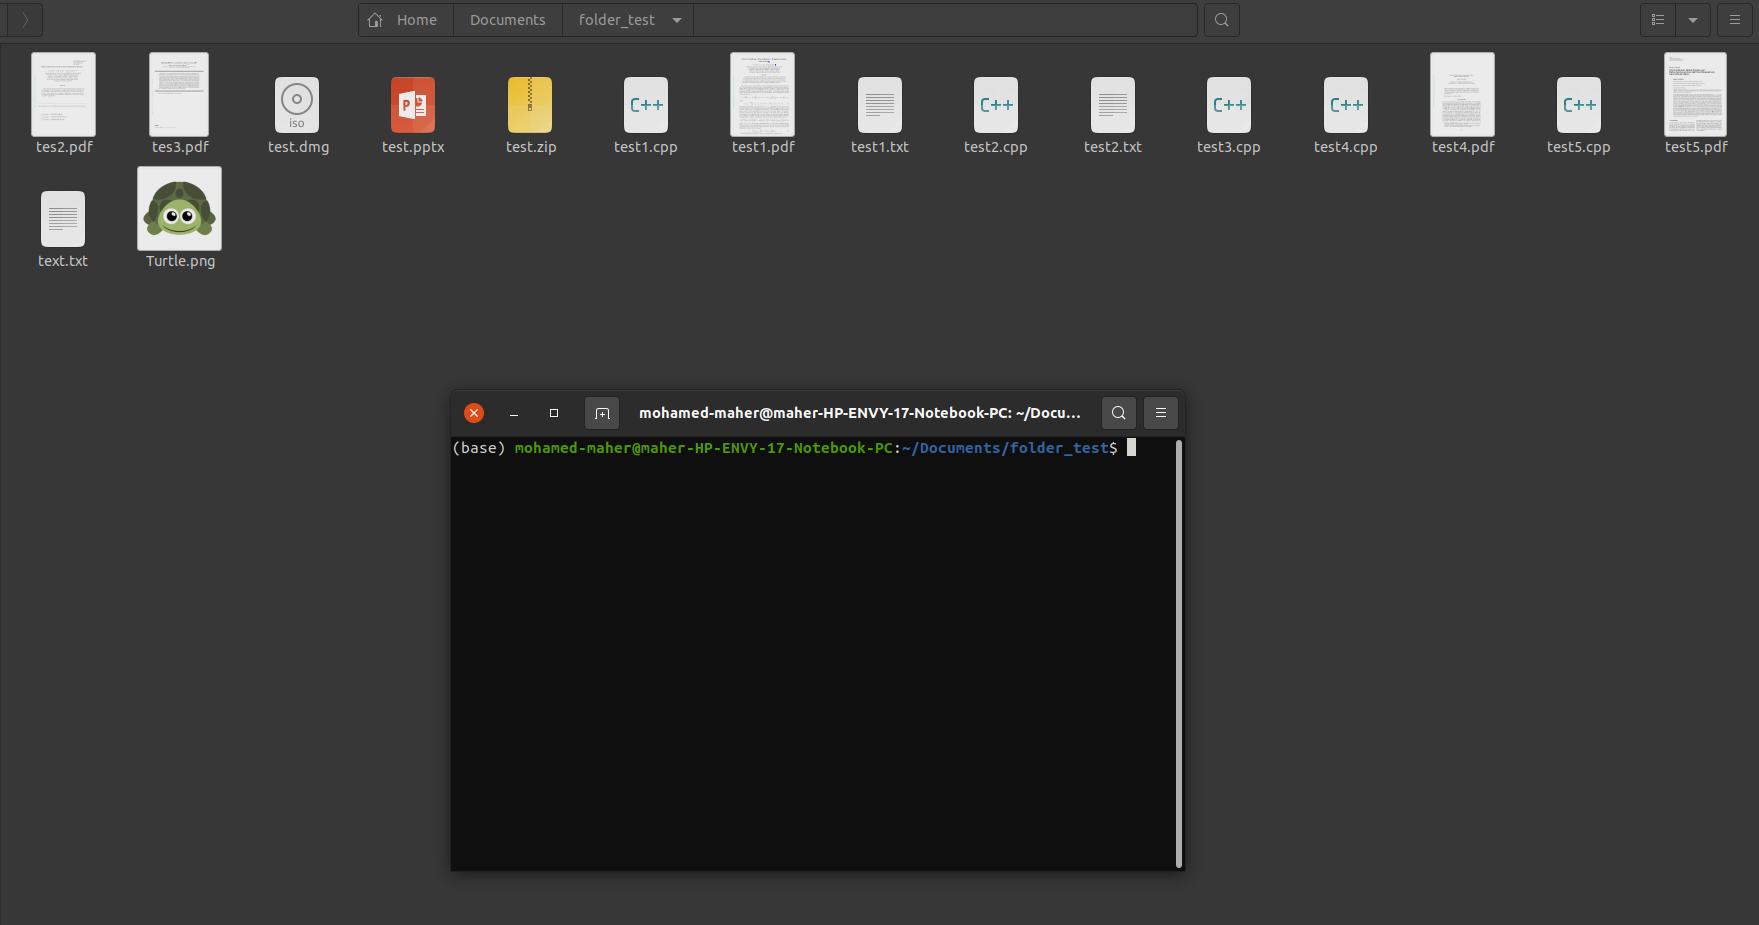 Home Documents folder_test
tes2.pdf tes3.pdf iso test.dmg test.pptx test.zip C++ test1.cpp test1.pdf test1.txt C++ test2.cpp test2.txt C++ test3.cpp C++ test4.cpp test4.pdf C++ test5.cpp test5.pdf
text.txt Turtle.png
mohamed-maher@maher-HP-ENVY-17-Notebook-PC: ~/Docu...
(base) mohamed-maher@maher-HP-ENVY-17-Notebook-PC:~/Documents/folder_test$